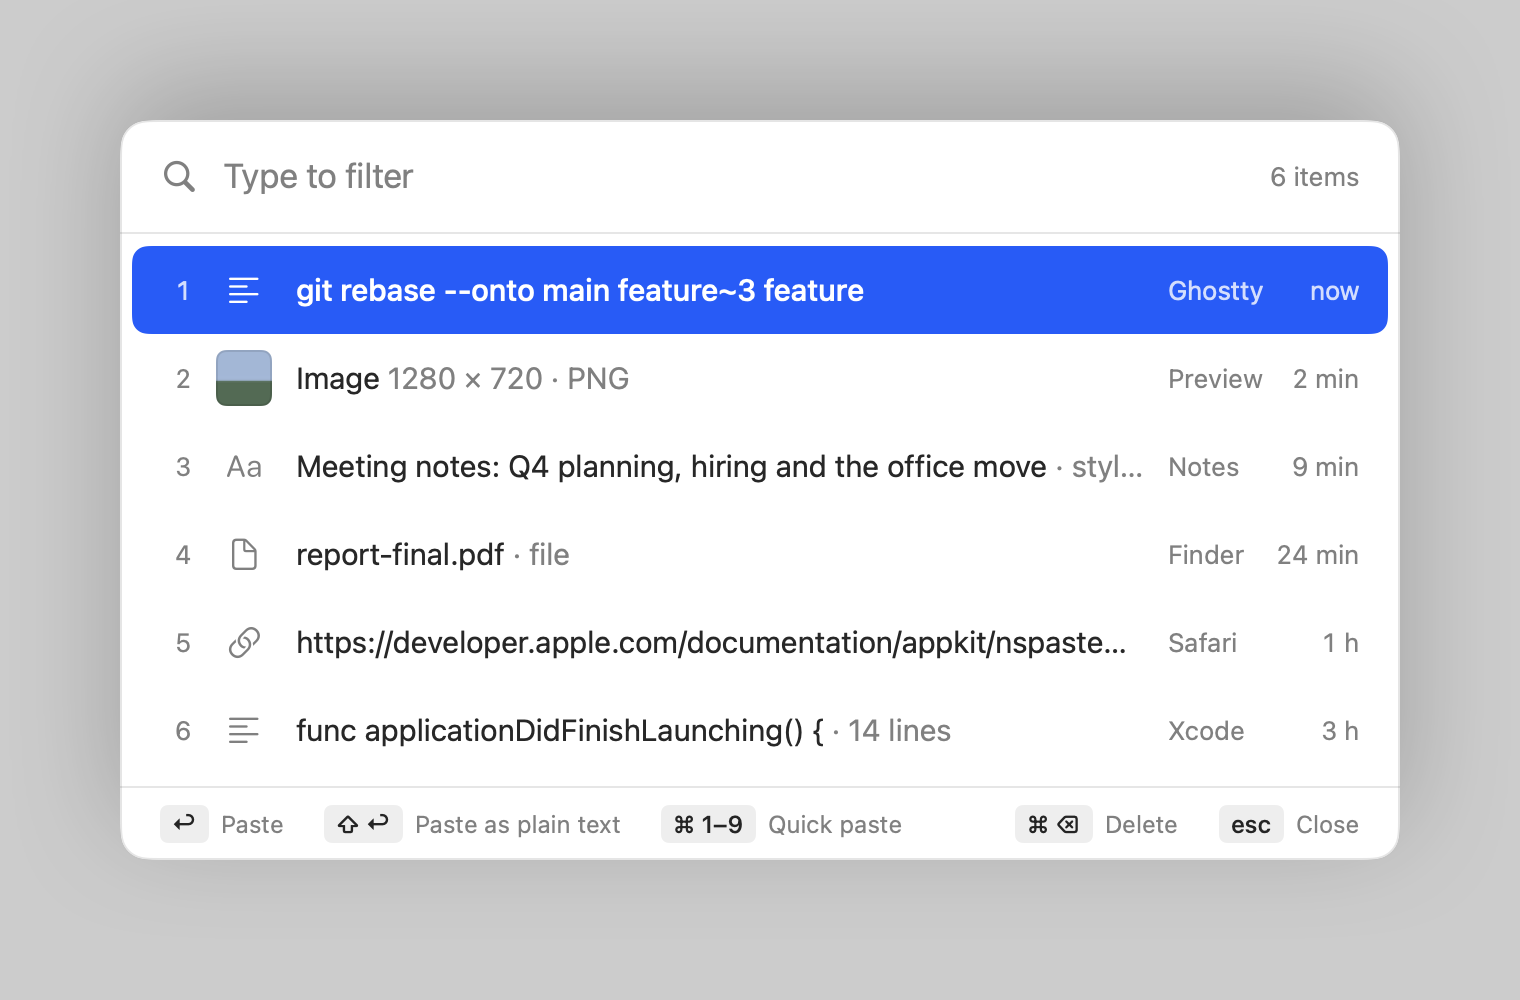 Type to filter 6 items
1 git rebase --onto main feature~3 feature Ghostty now
2 Image 1280 × 720 · PNG Preview 2 min
3 Aa Meeting notes: Q4 planning, hiring and the office move · styl... Notes 9 min
4 report-final.pdf · file Finder 24 min
5 https://developer.apple.com/documentation/appkit/nspaste... Safari 1 h
6 func applicationDidFinishLaunching() { · 14 lines Xcode 3 h
↩ Paste ⇧ ↩ Paste as plain text ⌘ 1–9 Quick paste ⌘ ⌫ Delete esc Close